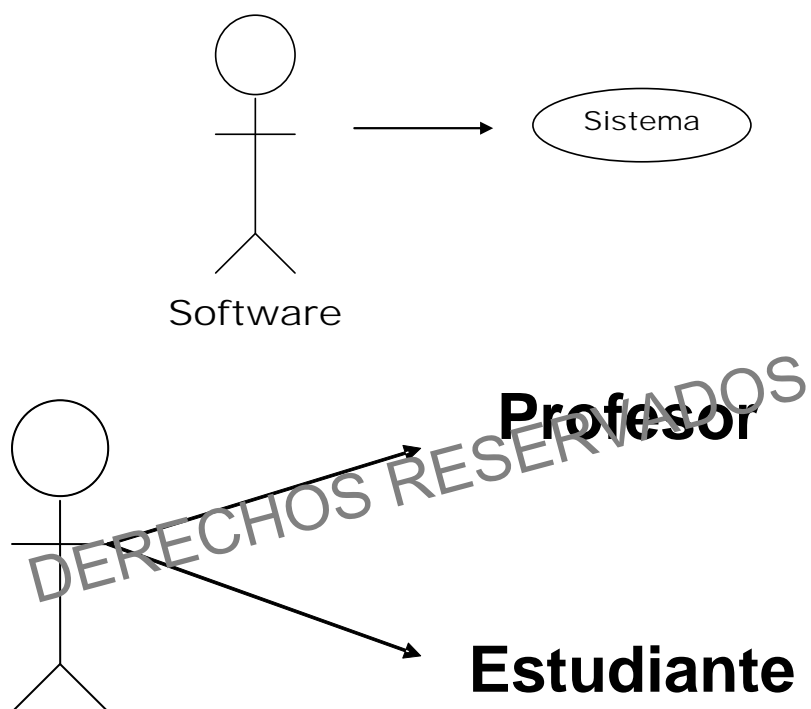 Sistema
Software
Profesor
DERECHOS RESERVADOS
Estudiante